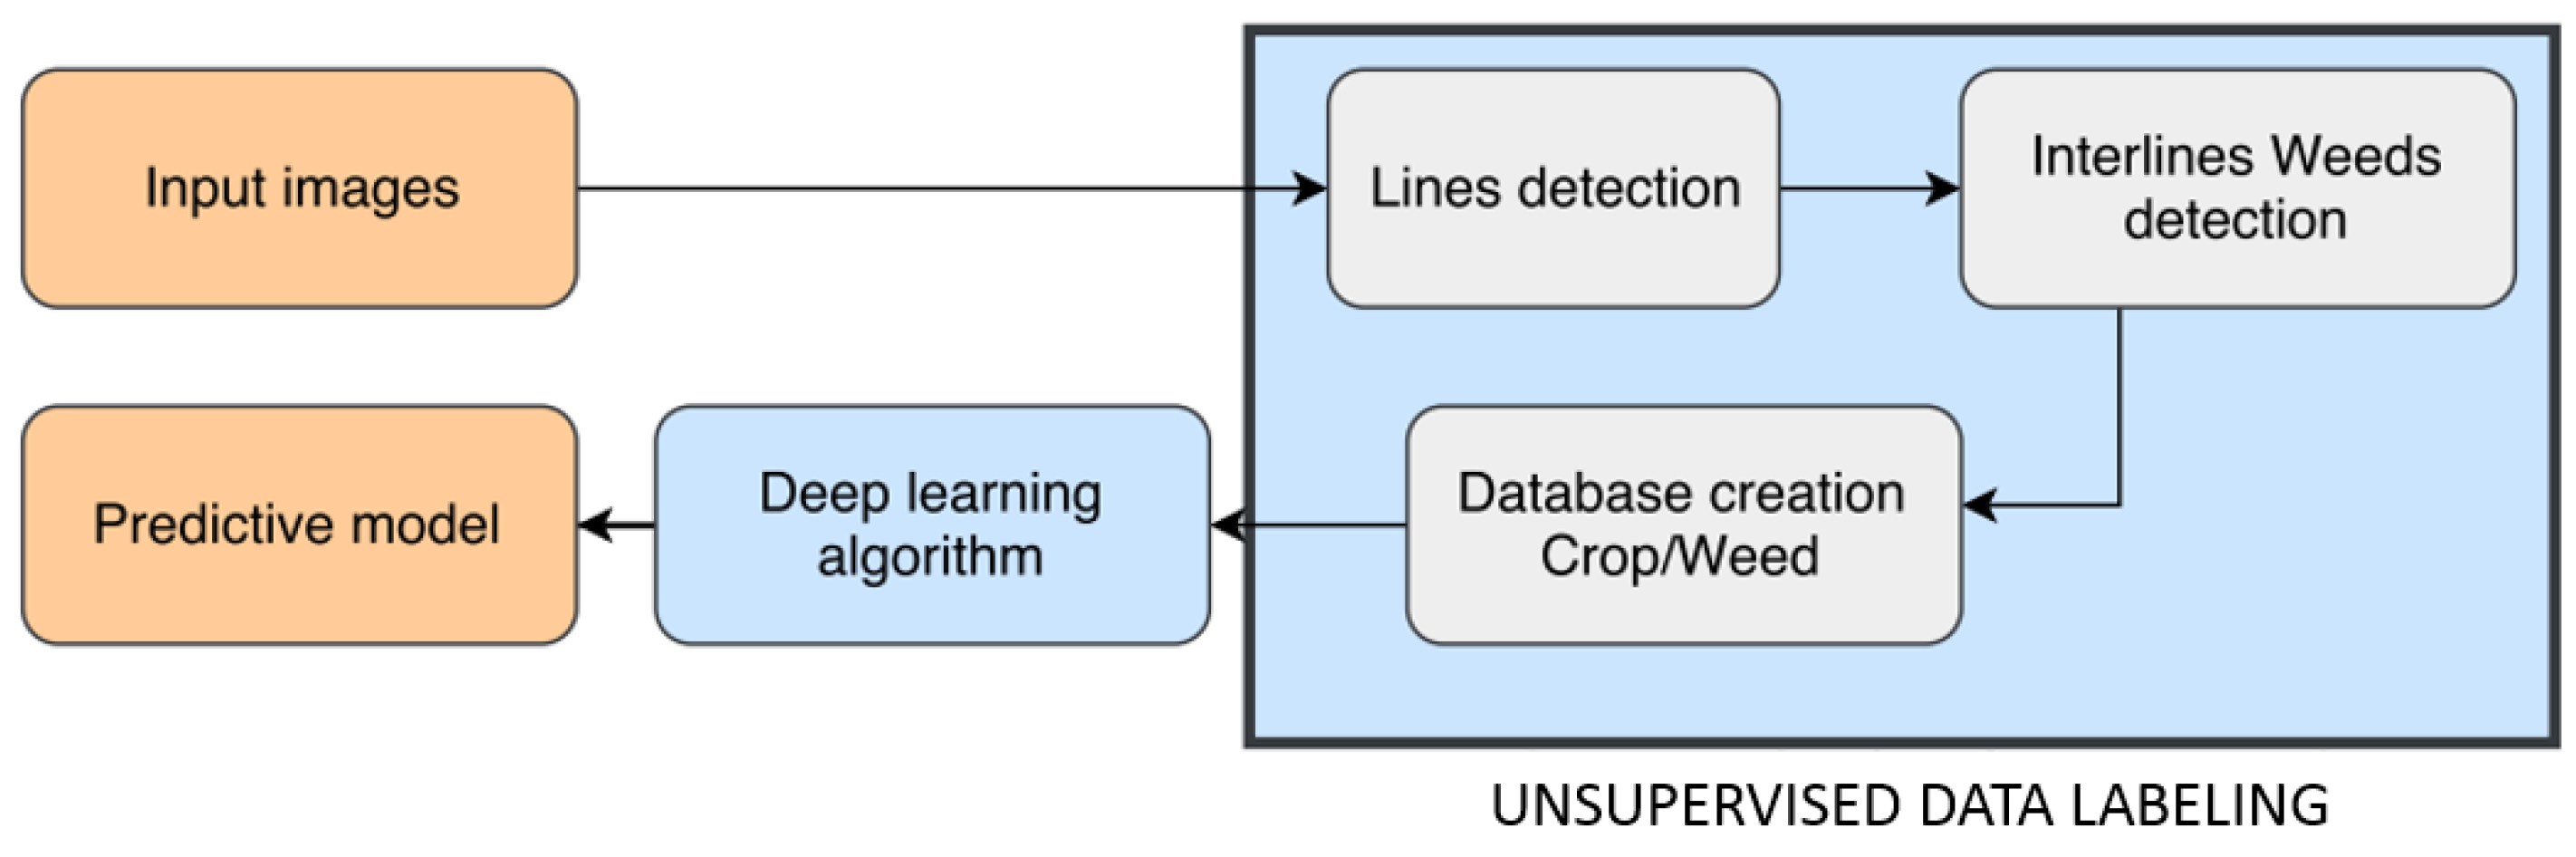 Input images
Lines detection
Interlines Weeds
detection
Predictive model
Deep learning
algorithm
Database creation
Crop/Weed
UNSUPERVISED DATA LABELING